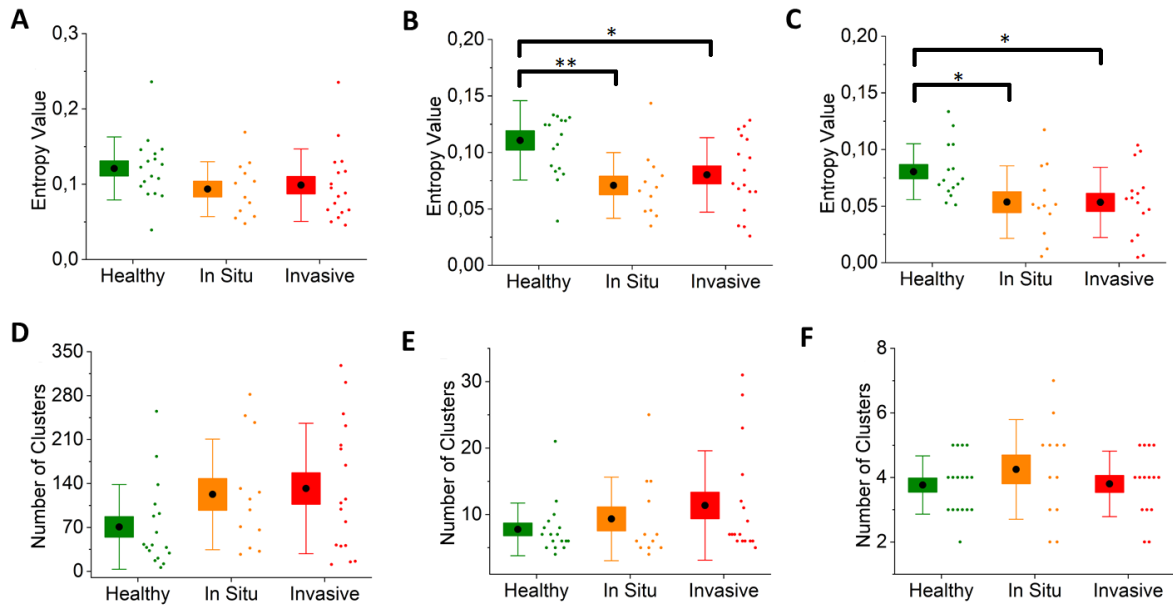 A
Entropy Value
0,3
0,2
0,1
0,0
Healthy In Situ Invasive
B
Entropy Value
0,20
0,15
0,10
0,05
0,00
*
**
Healthy In Situ Invasive
C
Entropy Value
0,20
0,15
0,10
0,05
0,00
*
*
Healthy In Situ Invasive
D
Number of Clusters
350
280
210
140
70
0
Healthy In Situ Invasive
E
Number of Clusters
30
20
10
Healthy In Situ Invasive
F
Number of Clusters
8
6
4
2
Healthy In Situ Invasive